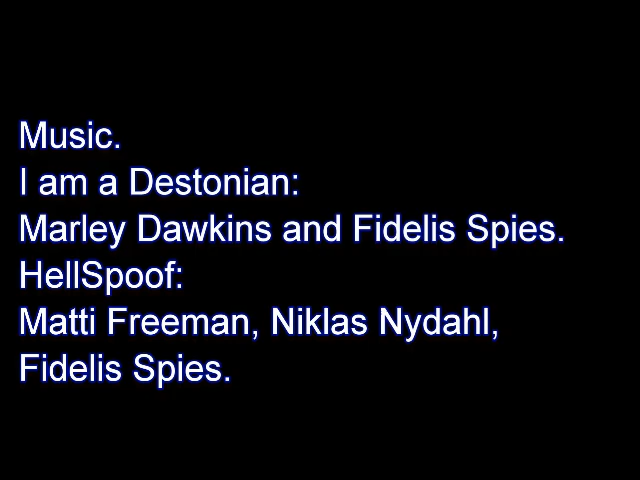 Music.
I am a Destonian:
Marley Dawkins and Fidelis Spies.
HellSpoof:
Matti Freeman, Niklas Nydahl,
Fidelis Spies.